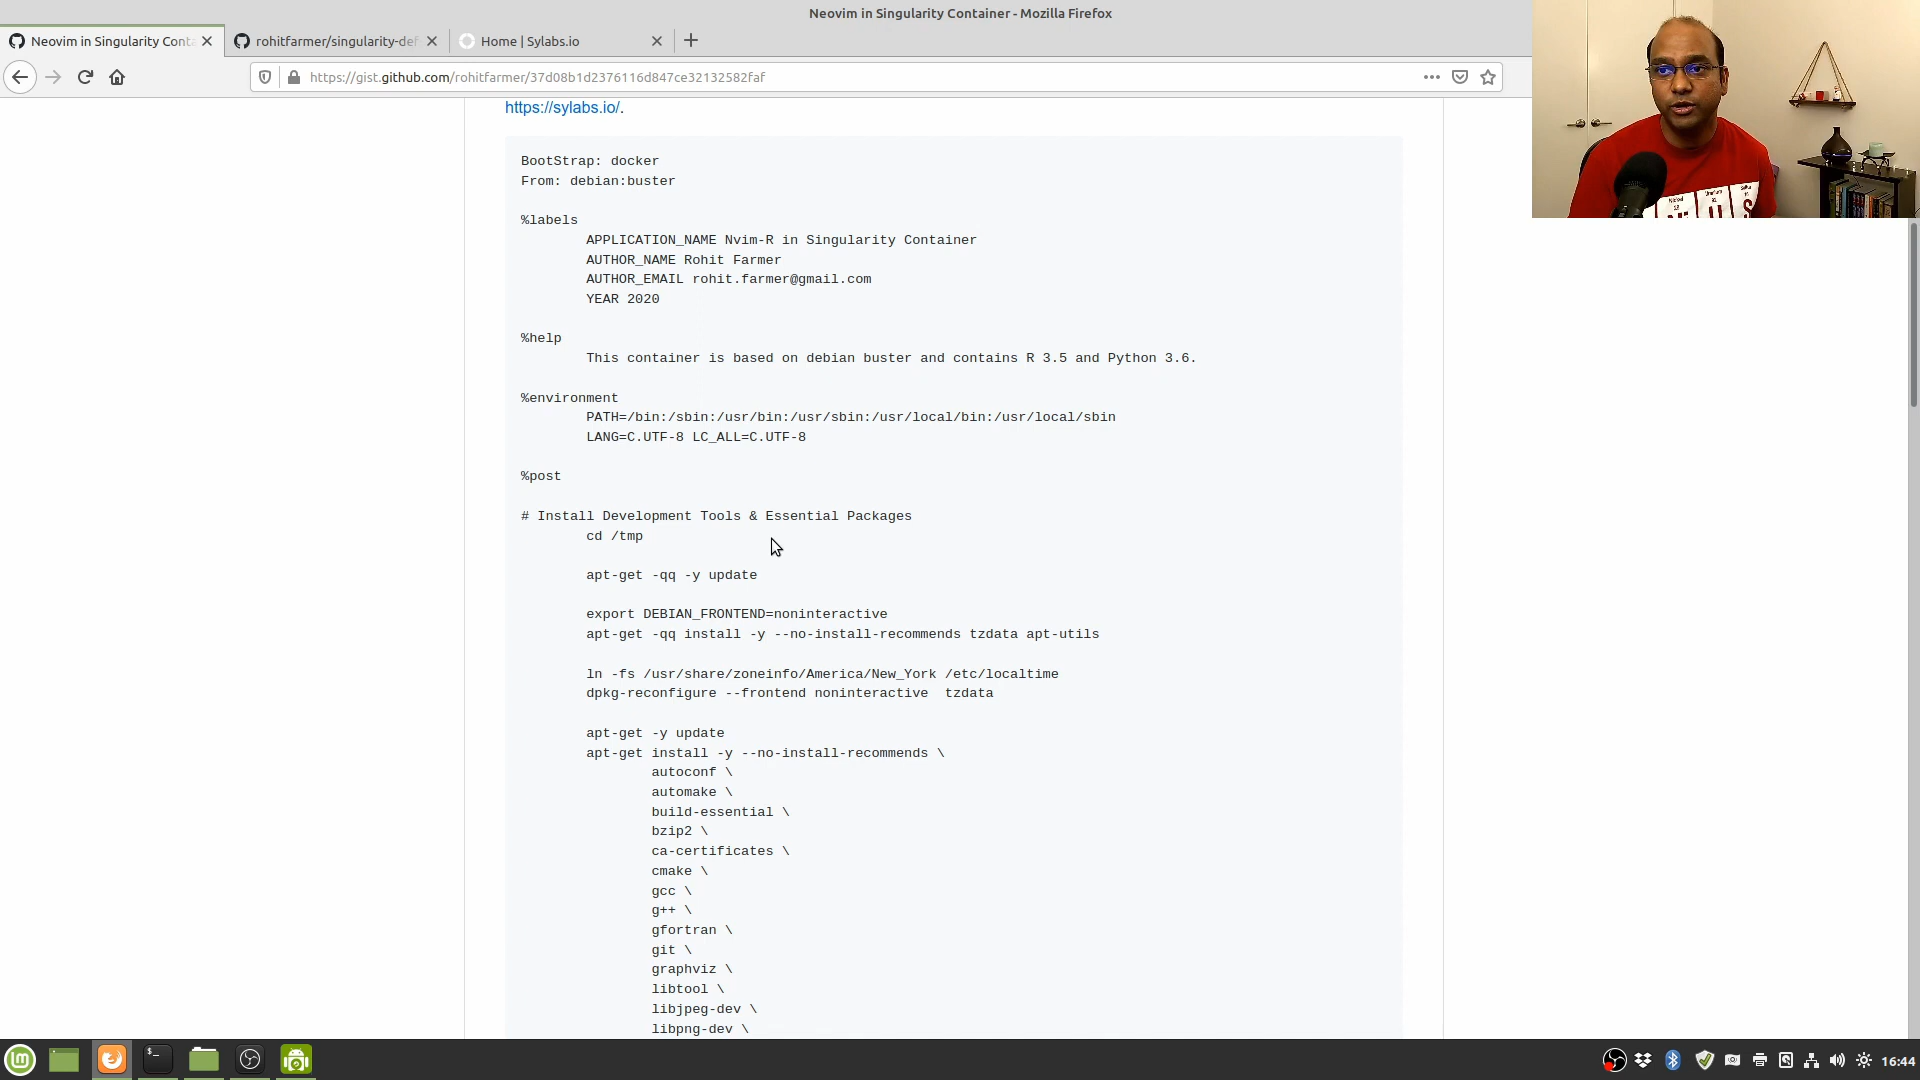 Neovim in Singularity Container - Mozilla Firefox
Neovim in Singularity Conta
rohitfarmer/singularity-def
Home | Sylabs.io
https://gist.github.com/rohitfarmer/37d08b1d2376116d847ce32132582faf
https://sylabs.io/.
BootStrap: docker
From: debian:buster
%labels
APPLICATION_NAME Nvim-R in Singularity Container
AUTHOR_NAME Rohit Farmer
AUTHOR_EMAIL rohit.farmer@gmail.com
YEAR 2020
%help
This container is based on debian buster and contains R 3.5 and Python 3.6.
%environment
PATH=/bin:/sbin:/usr/bin:/usr/sbin:/usr/local/bin:/usr/local/sbin
LANG=C.UTF-8 LC_ALL=C.UTF-8
%post
# Install Development Tools & Essential Packages
cd /tmp
apt-get -qq -y update
export DEBIAN_FRONTEND=noninteractive
apt-get -qq install -y --no-install-recommends tzdata apt-utils
ln -fs /usr/share/zoneinfo/America/New_York /etc/localtime
dpkg-reconfigure --frontend noninteractive  tzdata
apt-get -y update
apt-get install -y --no-install-recommends \
autoconf \
automake \
build-essential \
bzip2 \
ca-certificates \
cmake \
gcc \
g++ \
gfortran \
git \
graphviz \
libtool \
libjpeg-dev \
libpng-dev \
16:44